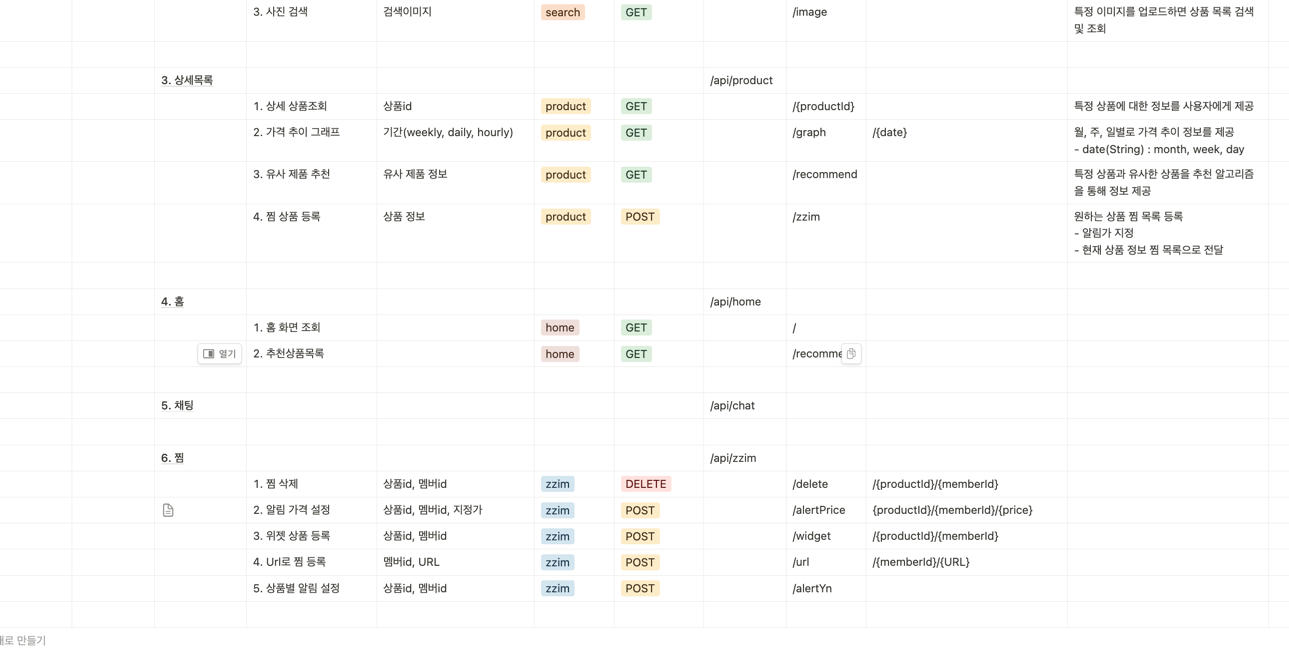 3. 사진 검색 검색이미지 search GET /image 특정 이미지를 업로드하면 상품 목록 검색
및 조회
3. 상세목록 /api/product
1. 상세 상품조회 상품id product GET /{productId} 특정 상품에 대한 정보를 사용자에게 제공
2. 가격 추이 그래프 기간(weekly, daily, hourly) product GET /graph /{date} 월, 주, 일별로 가격 추이 정보를 제공
- date(String) : month, week, day
3. 유사 제품 추천 유사 제품 정보 product GET /recommend 특정 상품과 유사한 상품을 추천 알고리즘
을 통해 정보 제공
4. 찜 상품 등록 상품 정보 product POST /zzim 원하는 상품 찜 목록 등록
- 알림가 지정
- 현재 상품 정보 찜 목록으로 전달
4. 홈 /api/home
1. 홈 화면 조회 home GET /
열기 2. 추천상품목록 home GET /recomme
5. 채팅 /api/chat
6. 찜 /api/zzim
1. 찜 삭제 상품id, 멤버id zzim DELETE /delete /{productId}/{memberId}
2. 알림 가격 설정 상품id, 멤버id, 지정가 zzim POST /alertPrice {productId}/{memberId}/{price}
3. 위젯 상품 등록 상품id, 멤버id zzim POST /widget /{productId}/{memberId}
4. Url로 찜 등록 멤버id, URL zzim POST /url /{memberId}/{URL}
5. 상품별 알림 설정 상품id, 멤버id zzim POST /alertYn
만들기